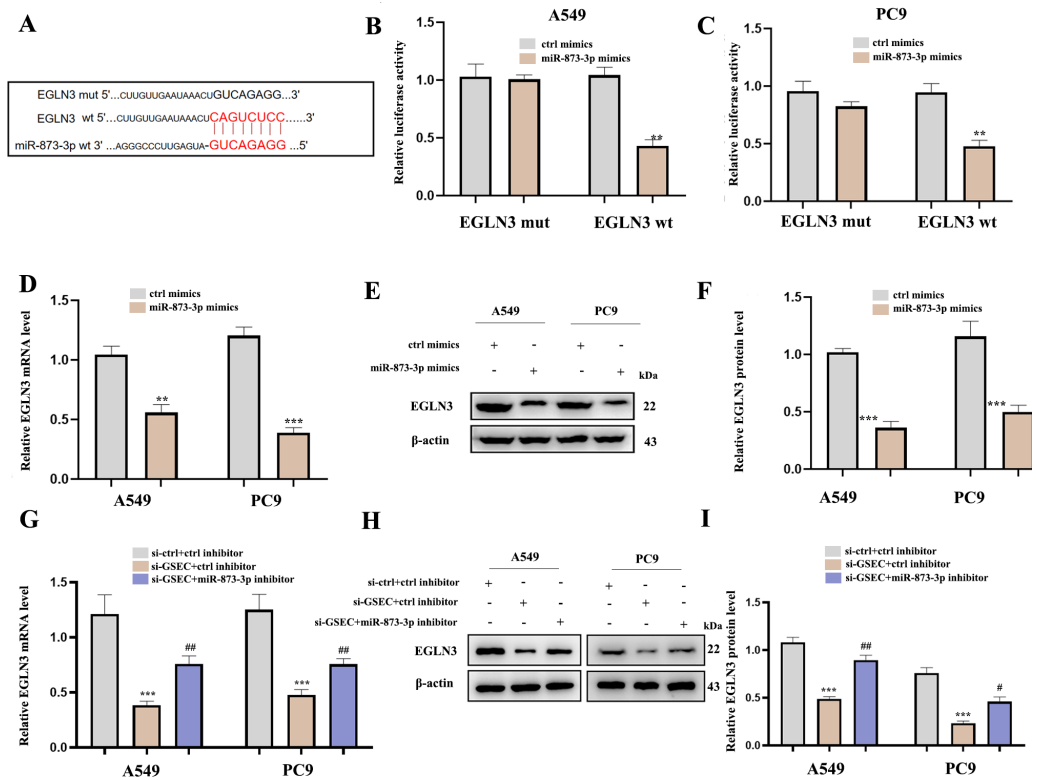 A
EGLN3 mut 5'...CUUGUUGAAUAAACUGUCAGAGG...3'
EGLN3 wt 5'...CUUGUUGAAUAAACUCAGUCUCC......3'
miR-873-3p wt 3' ...AGGGCCCUUGAGUA-GUCAGAGG ...5'
B
A549
ctrl mimics
miR-873-3p mimics
Relative luciferase activity
1.5
1.0
0.5
0.0
**
EGLN3 mut EGLN3 wt
C
PC9
ctrl mimics
miR-873-3p mimics
Relative luciferase activity
1.5
1.0
0.5
0.0
**
EGLN3 mut EGLN3 wt
D
ctrl mimics
miR-873-3p mimics
Relative EGLN3 mRNA level
1.5
1.0
0.5
0.0
** ***
A549 PC9
E
A549 PC9
ctrl mimics + - + -
miR-873-3p mimics - + - +
kDa
EGLN3 22
β-actin 43
F
ctrl mimics
miR-873-3p mimics
Relative EGLN3 protein level
1.5
1.0
0.5
0.0
*** ***
A549 PC9
G
si-ctrl+ctrl inhibitor
si-GSEC+ctrl inhibitor
si-GSEC+miR-873-3p inhibitor
Relative EGLN3 mRNA level
1.5
1.0
0.5
0.0
*** ## *** ##
A549 PC9
H
A549 PC9
si-ctrl+ctrl inhibitor + - - + - -
si-GSEC+ctrl inhibitor - + - - + -
si-GSEC+miR-873-3p inhibitor - - + - - +
kDa
EGLN3 22
β-actin 43
I
si-ctrl+ctrl inhibitor
si-GSEC+ctrl inhibitor
si-GSEC+miR-873-3p inhibitor
Relative EGLN3 protein level
1.5
1.0
0.5
0.0
*** ## *** #
A549 PC9